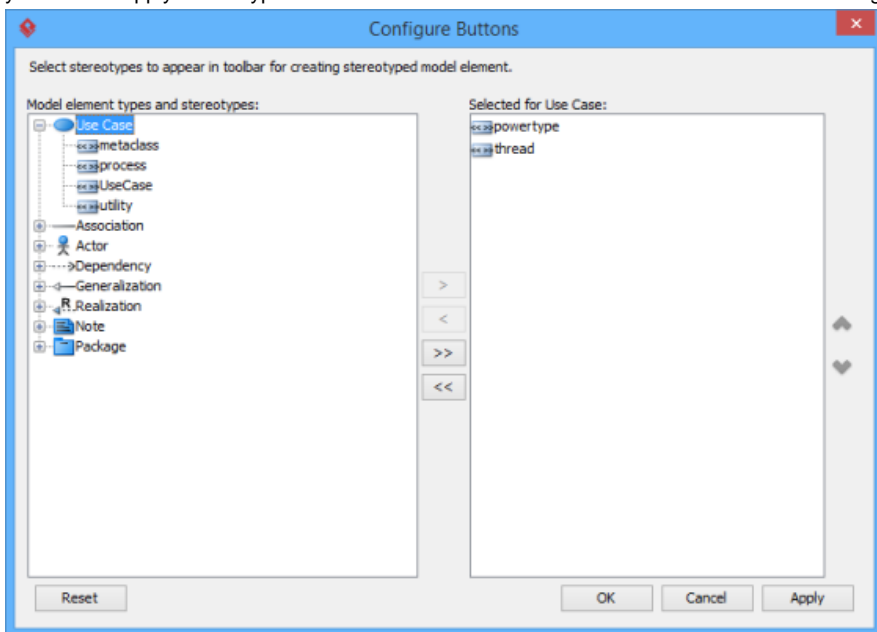 Configure Buttons
Select stereotypes to appear in toolbar for creating stereotyped model element.
Model element types and stereotypes:
Use Case
<< >>metaclass
<< >>process
<< >>UseCase
<< >>utility
Association
Actor
Dependency
Generalization
R Realization
Note
Package
>
<
>>
<<
Selected for Use Case:
<< >>powertype
<< >>thread
Reset
OK Cancel Apply